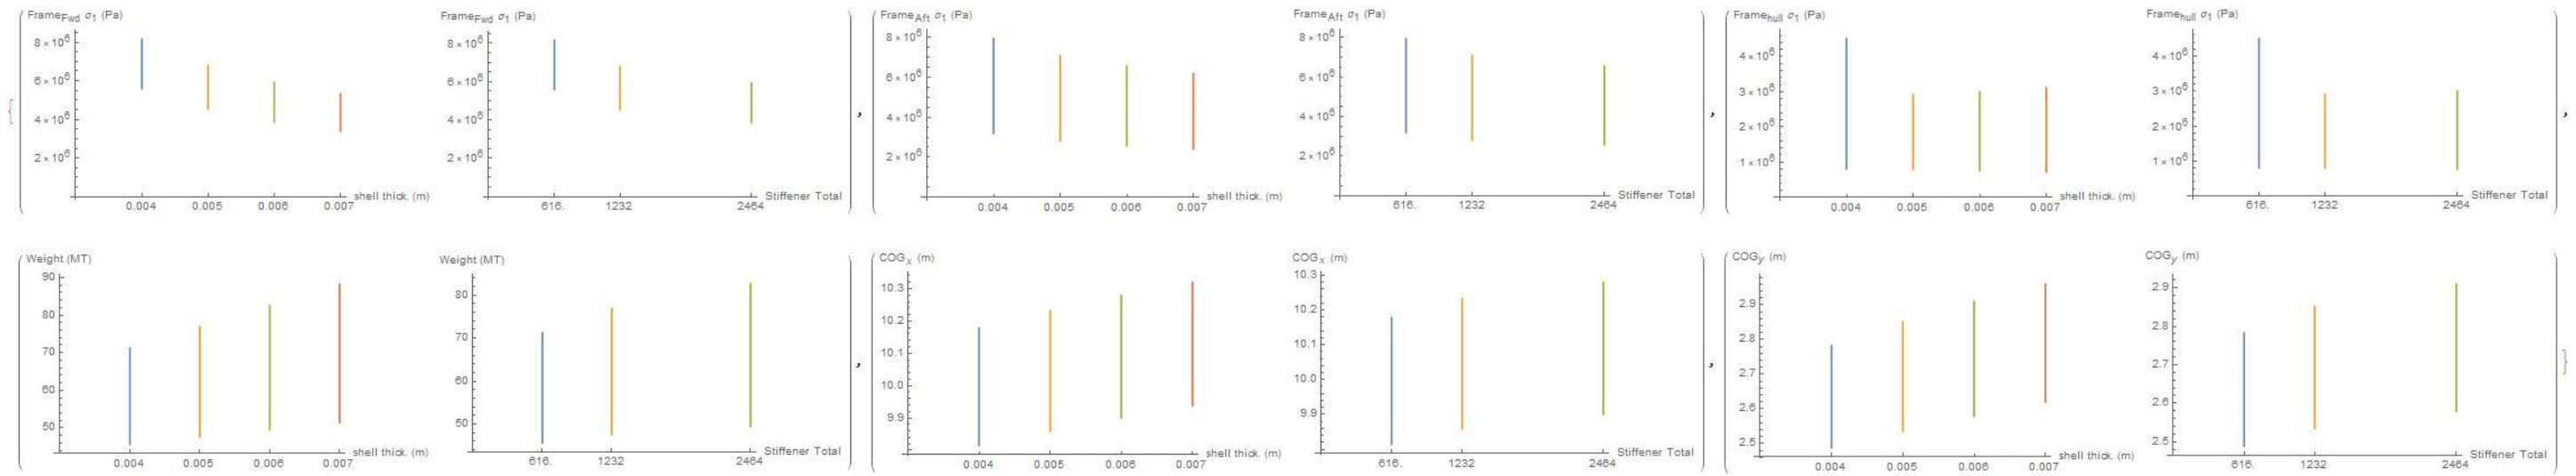 Frame_Fwd σ1 (Pa)
8 × 10^6
6 × 10^6
4 × 10^6
2 × 10^6
0.004 0.005 0.006 0.007
shell thick. (m)
Frame_Fwd σ1 (Pa)
8 × 10^6
6 × 10^6
4 × 10^6
2 × 10^6
616. 1232 2464
Stiffener Total
,
Frame_Aft σ1 (Pa)
8 × 10^6
6 × 10^6
4 × 10^6
2 × 10^6
0.004 0.005 0.006 0.007
shell thick. (m)
Frame_Aft σ1 (Pa)
8 × 10^6
6 × 10^6
4 × 10^6
2 × 10^6
616. 1232 2464
Stiffener Total
,
Frame_hull σ1 (Pa)
4 × 10^6
3 × 10^6
2 × 10^6
1 × 10^6
0.004 0.005 0.006 0.007
shell thick. (m)
Frame_hull σ1 (Pa)
4 × 10^6
3 × 10^6
2 × 10^6
1 × 10^6
616. 1232 2464
Stiffener Total
,
Weight (MT)
90
80
70
60
50
0.004 0.005 0.006 0.007
shell thick. (m)
Weight (MT)
80
70
60
50
616. 1232 2464
Stiffener Total
,
COG_x (m)
10.3
10.2
10.1
10.0
9.9
0.004 0.005 0.006 0.007
shell thick. (m)
COG_x (m)
10.3
10.2
10.1
10.0
9.9
616. 1232 2464
Stiffener Total
,
COG_y (m)
2.9
2.8
2.7
2.6
2.5
0.004 0.005 0.006 0.007
shell thick. (m)
COG_y (m)
2.9
2.8
2.7
2.6
2.5
616. 1232 2464
Stiffener Total